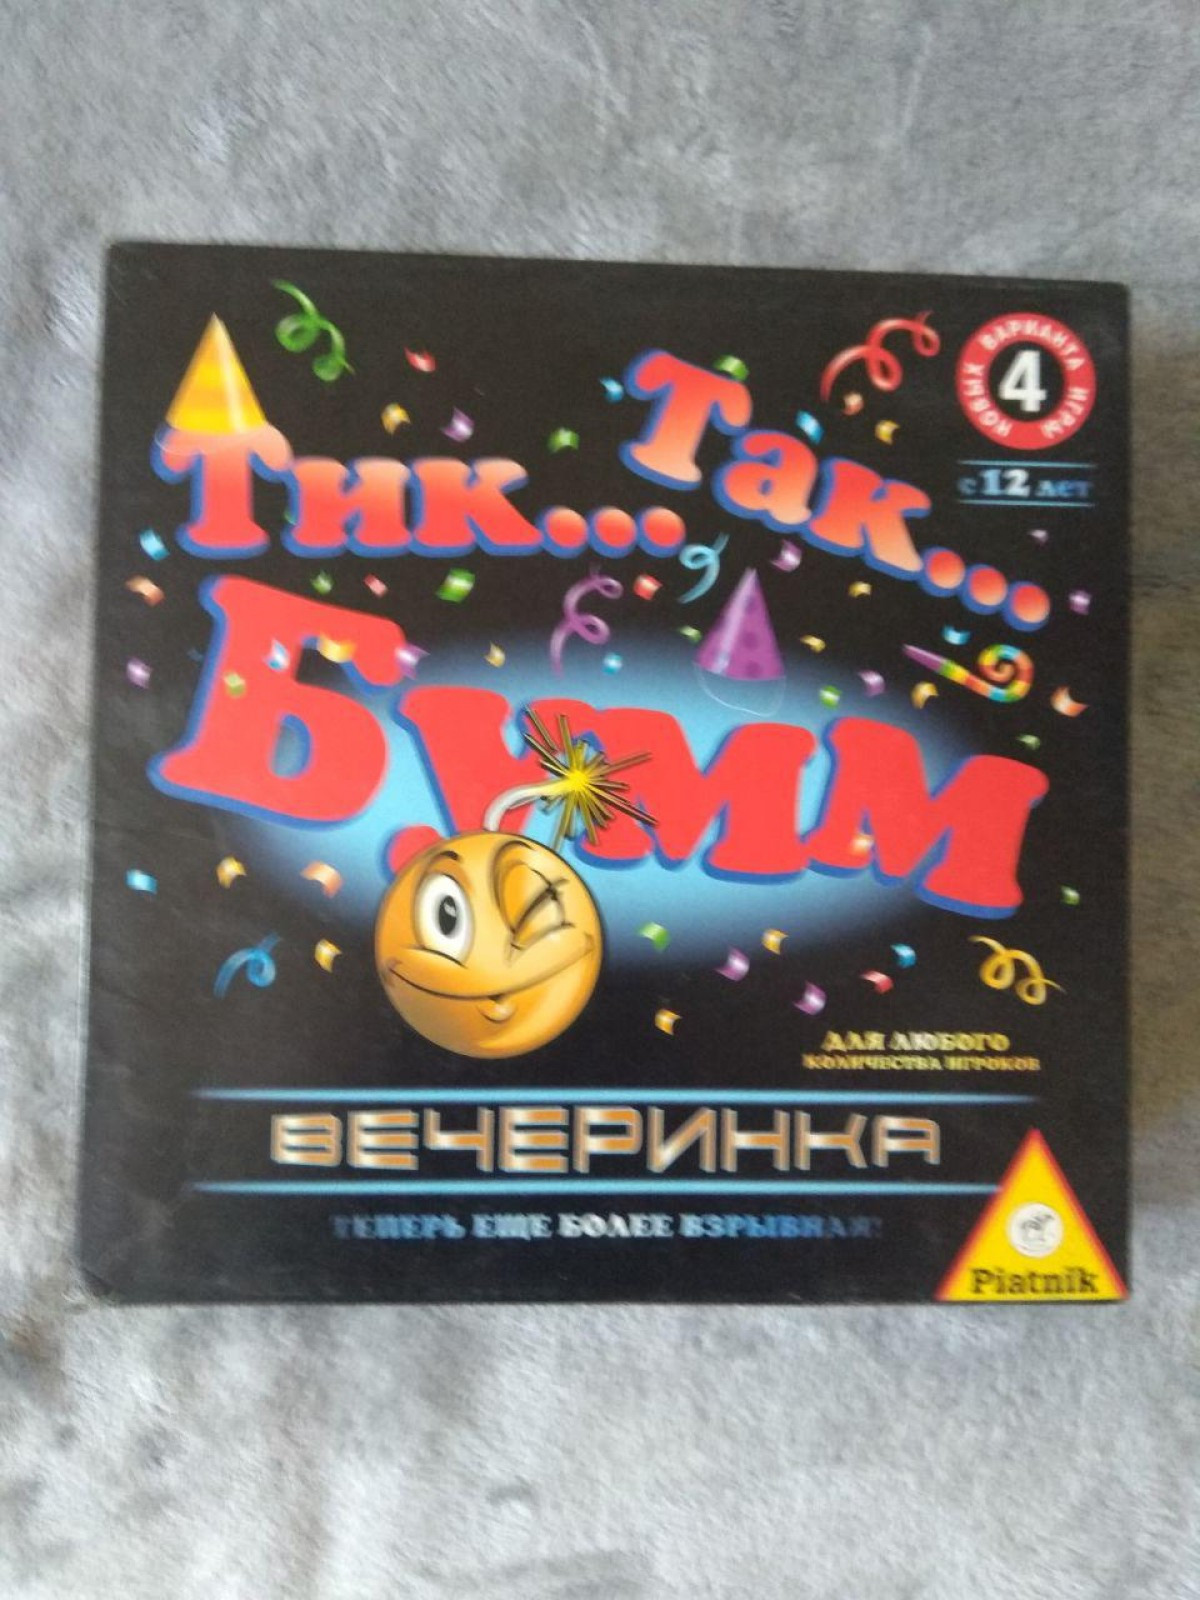 4
НОВЫХ ВАРИАНТА ИГРЫ
с 12 лет
Тик... Так...
Бумм
ДЛЯ ЛЮБОГО
КОЛИЧЕСТВА ИГРОКОВ
ВЕЧЕРИНКА
ТЕПЕРЬ ЕЩЕ БОЛЕЕ ВЗРЫВНАЯ!
Piatnik